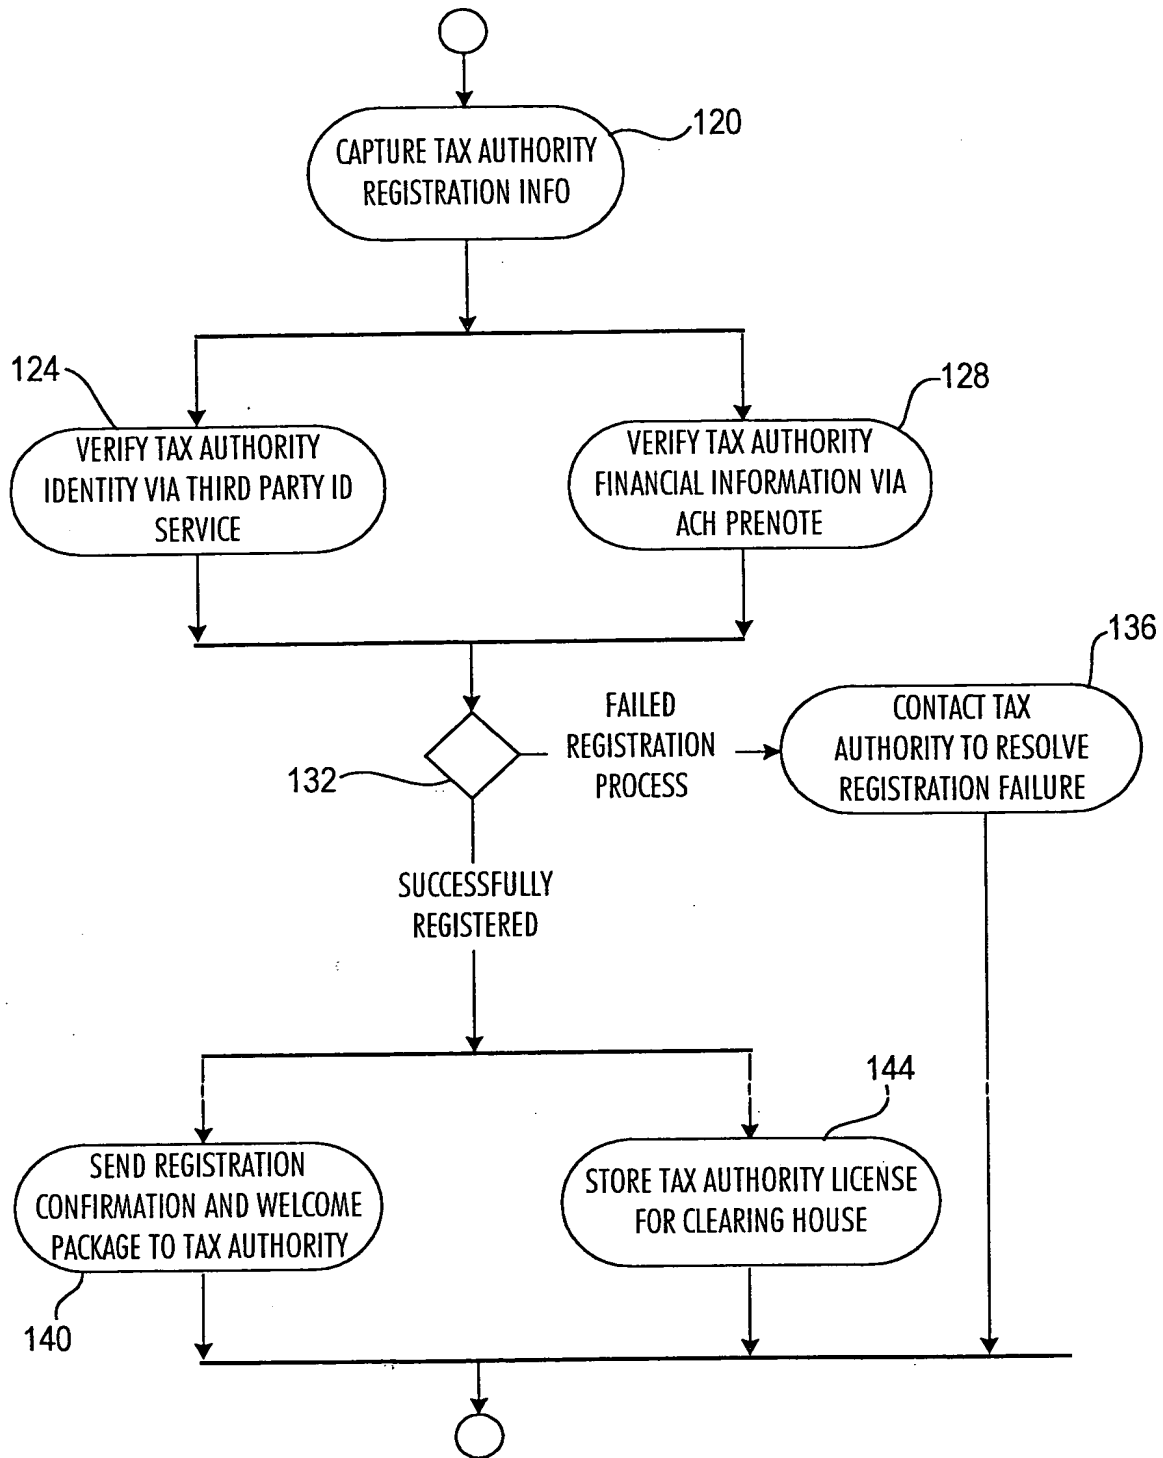 120
CAPTURE TAX AUTHORITY
REGISTRATION INFO
124
128
VERIFY TAX AUTHORITY
IDENTITY VIA THIRD PARTY ID
SERVICE
VERIFY TAX AUTHORITY
FINANCIAL INFORMATION VIA
ACH PRENOTE
136
132
FAILED
REGISTRATION
PROCESS
CONTACT TAX
AUTHORITY TO RESOLVE
REGISTRATION FAILURE
SUCCESSFULLY
REGISTERED
144
SEND REGISTRATION
CONFIRMATION AND WELCOME
PACKAGE TO TAX AUTHORITY
STORE TAX AUTHORITY LICENSE
FOR CLEARING HOUSE
140